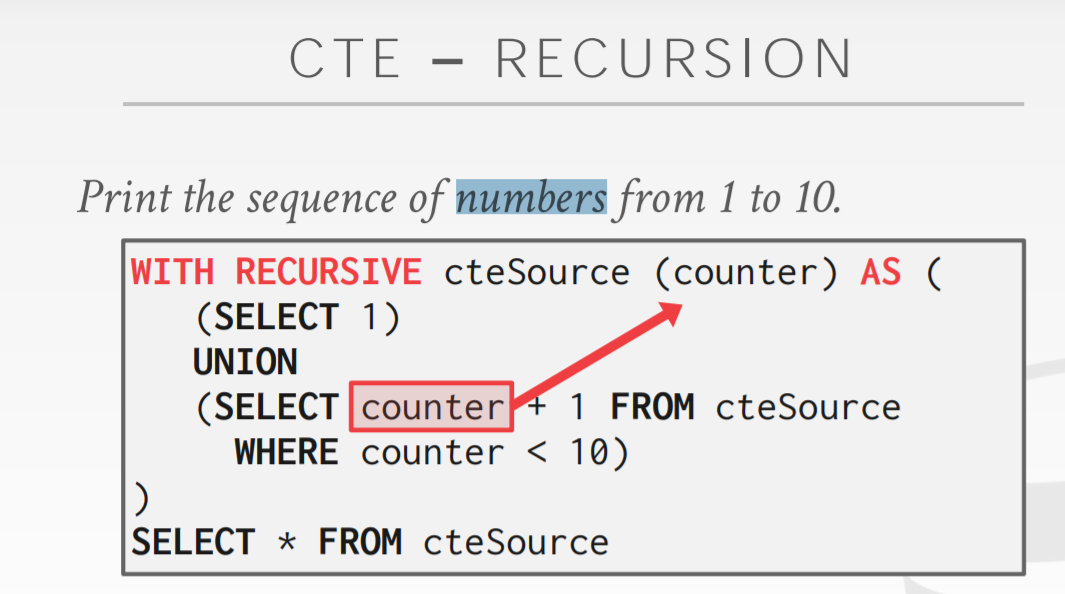 CTE – RECURSION
Print the sequence of numbers from 1 to 10.
WITH RECURSIVE cteSource (counter) AS (
(SELECT 1)
UNION
(SELECT counter + 1 FROM cteSource
WHERE counter < 10)
)
SELECT * FROM cteSource